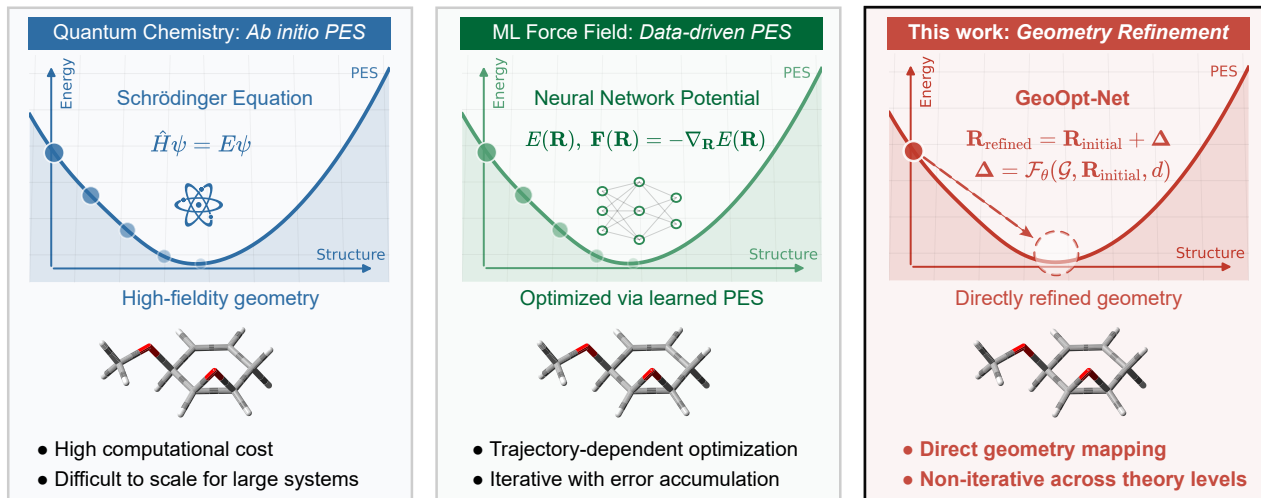 Quantum Chemistry: Ab initio PES
Energy
PES
Schrödinger Equation
Ĥψ = Eψ
Structure
High-fieldity geometry
● High computational cost
● Difficult to scale for large systems
ML Force Field: Data-driven PES
Energy
PES
Neural Network Potential
E(R), F(R) = −∇_R E(R)
Structure
Optimized via learned PES
● Trajectory-dependent optimization
● Iterative with error accumulation
This work: Geometry Refinement
Energy
PES
GeoOpt-Net
R_refined = R_initial + Δ
Δ = ℱ_θ(𝒢, R_initial, d)
Structure
Directly refined geometry
● Direct geometry mapping
● Non-iterative across theory levels